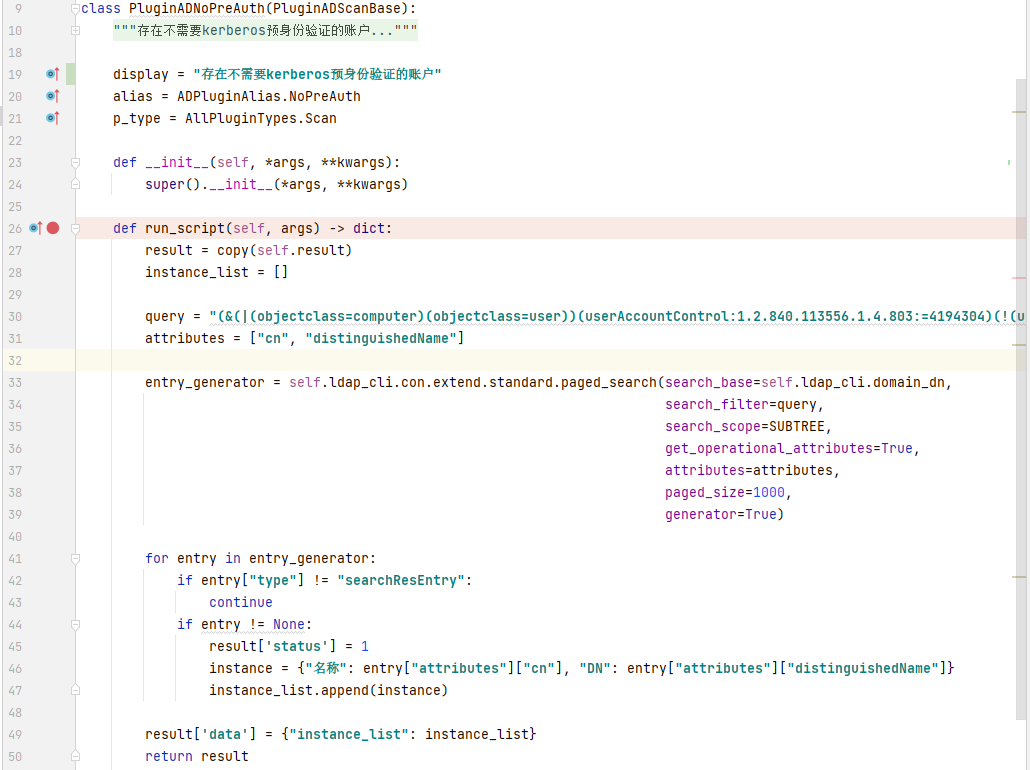 9 class PluginADNoPreAuth(PluginADScanBase):
10 """存在不需要kerberos预身份验证的账户..."""
18
19 display = "存在不需要kerberos预身份验证的账户"
20 alias = ADPluginAlias.NoPreAuth
21 p_type = AllPluginTypes.Scan
22
23 def __init__(self, *args, **kwargs):
24 super().__init__(*args, **kwargs)
25
26 def run_script(self, args) -> dict:
27 result = copy(self.result)
28 instance_list = []
29
30 query = "(&(|(objectclass=computer)(objectclass=user))(userAccountControl:1.2.840.113556.1.4.803:=4194304)(!(u
31 attributes = ["cn", "distinguishedName"]
32
33 entry_generator = self.ldap_cli.con.extend.standard.paged_search(search_base=self.ldap_cli.domain_dn,
34 search_filter=query,
35 search_scope=SUBTREE,
36 get_operational_attributes=True,
37 attributes=attributes,
38 paged_size=1000,
39 generator=True)
40
41 for entry in entry_generator:
42 if entry["type"] != "searchResEntry":
43 continue
44 if entry != None:
45 result['status'] = 1
46 instance = {"名称": entry["attributes"]["cn"], "DN": entry["attributes"]["distinguishedName"]}
47 instance_list.append(instance)
48
49 result['data'] = {"instance_list": instance_list}
50 return result